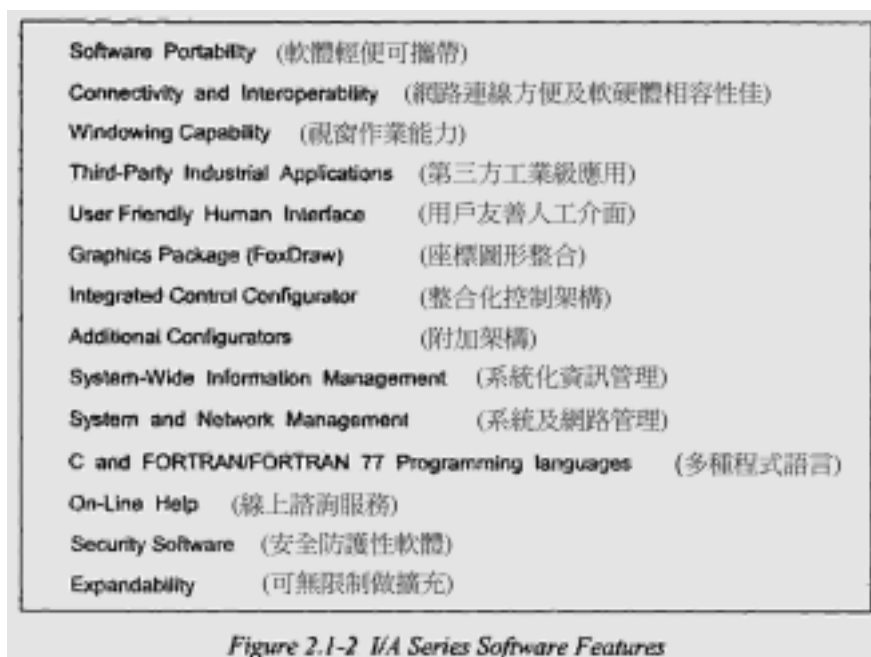 Software Portability (軟體輕便可攜帶)
Connectivity and Interoperability (網路連線方便及軟硬體相容性佳)
Windowing Capability (視窗作業能力)
Third-Party Industrial Applications (第三方工業級應用)
User Friendly Human Interface (用戶友善人工介面)
Graphics Package (FoxDraw) (座標圖形整合)
Integrated Control Configurator (整合化控制架構)
Additional Configurators (附加架構)
System-Wide Information Management (系統化資訊管理)
System and Network Management (系統及網路管理)
C and FORTRAN/FORTRAN 77 Programming languages (多種程式語言)
On-Line Help (線上諮詢服務)
Security Software (安全防護性軟體)
Expandability (可無限制做擴充)
Figure 2.1-2 I/A Series Software Features